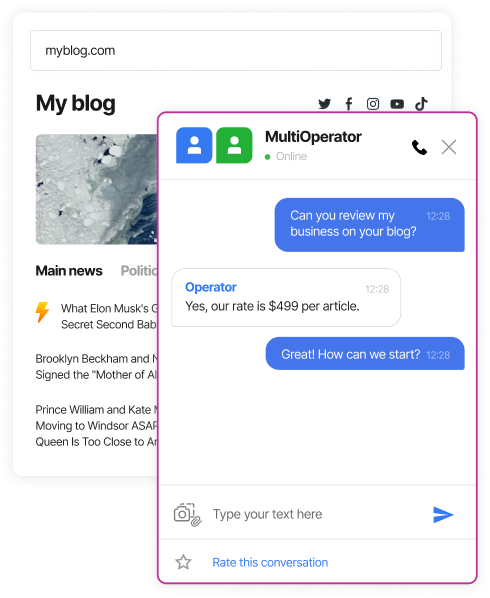 myblog.com
My blog
MultiOperator
Online
Can you review my 12:28
business on your blog?
Operator 12:28
Yes, our rate is $499 per article.
Great! How can we start? 12:28
Main news Politic
What Elon Musk's G
Secret Second Bab
Brooklyn Beckham and N
Signed the "Mother of Al
Prince William and Kate M
Moving to Windsor ASAP
Queen Is Too Close to An
Type your text here
Rate this conversation